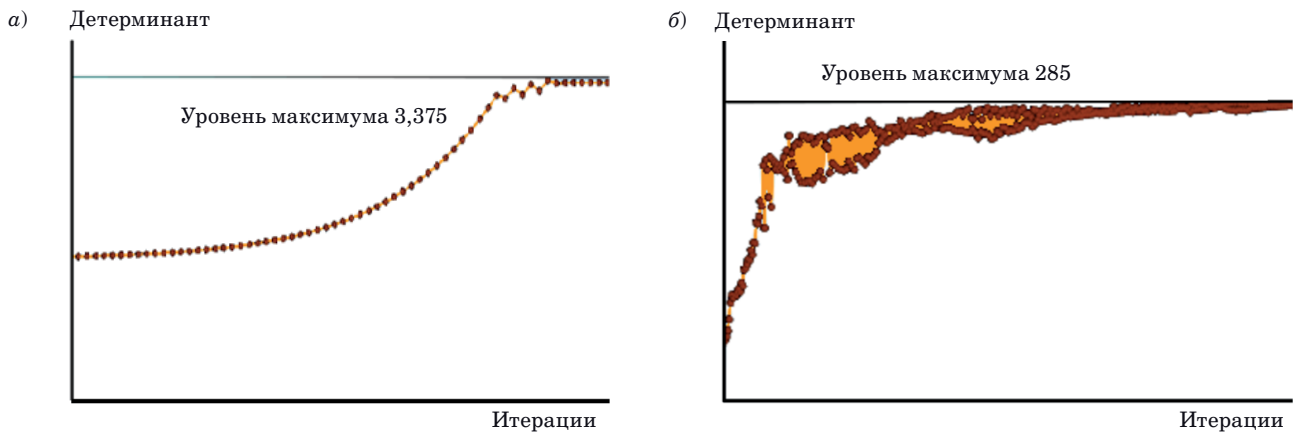 а) Детерминант
Уровень максимума 3,375
Итерации
б) Детерминант
Уровень максимума 285
Итерации